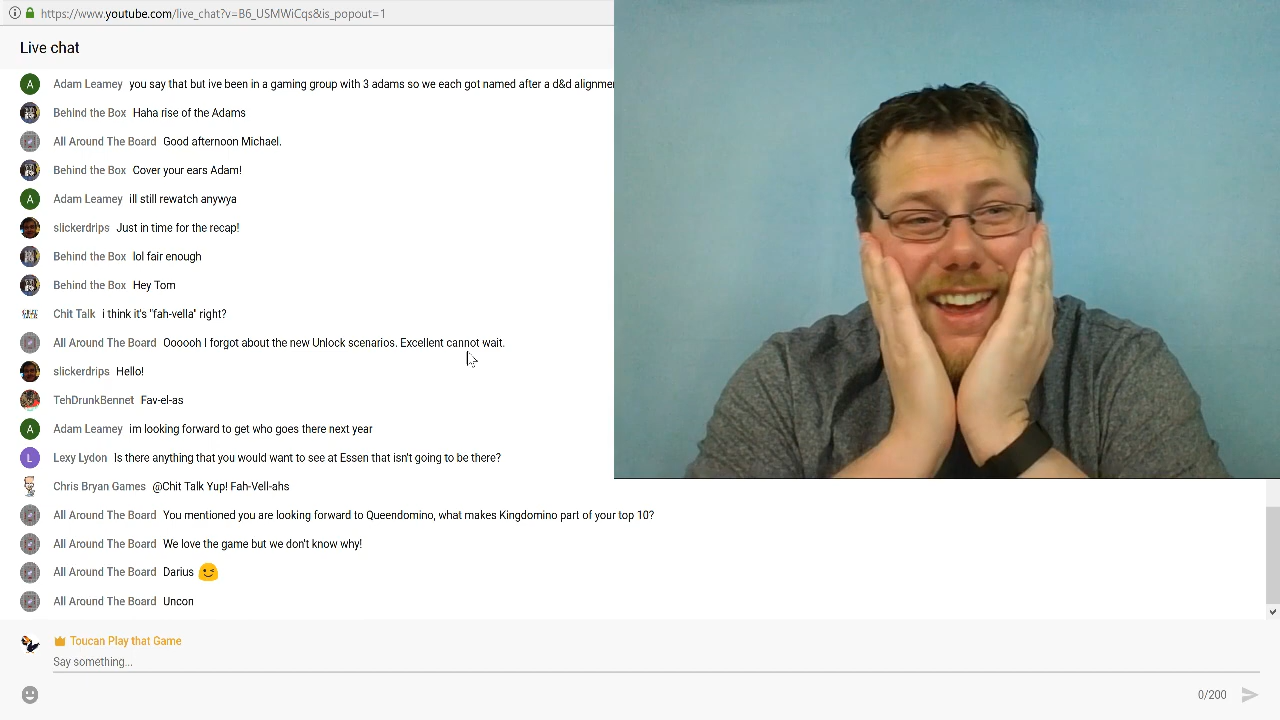 https://www.youtube.com/live_chat?v=B6_USMWiCqs&is_popout=1
Live chat
A Adam Leamey you say that but ive been in a gaming group with 3 adams so we each got named after a d&d alignmen
Behind the Box Haha rise of the Adams
All Around The Board Good afternoon Michael.
Behind the Box Cover your ears Adam!
A Adam Leamey ill still rewatch anywya
slickerdrips Just in time for the recap!
Behind the Box lol fair enough
Behind the Box Hey Tom
Chit Talk i think it's "fah-vella" right?
All Around The Board Oooooh I forgot about the new Unlock scenarios. Excellent cannot wait.
slickerdrips Hello!
TehDrunkBennet Fav-el-as
A Adam Leamey im looking forward to get who goes there next year
L Lexy Lydon Is there anything that you would want to see at Essen that isn't going to be there?
Chris Bryan Games @Chit Talk Yup! Fah-Vell-ahs
All Around The Board You mentioned you are looking forward to Queendomino, what makes Kingdomino part of your top 10?
All Around The Board We love the game but we don't know why!
All Around The Board Darius 😉
All Around The Board Uncon
Toucan Play that Game
Say something...
0/200